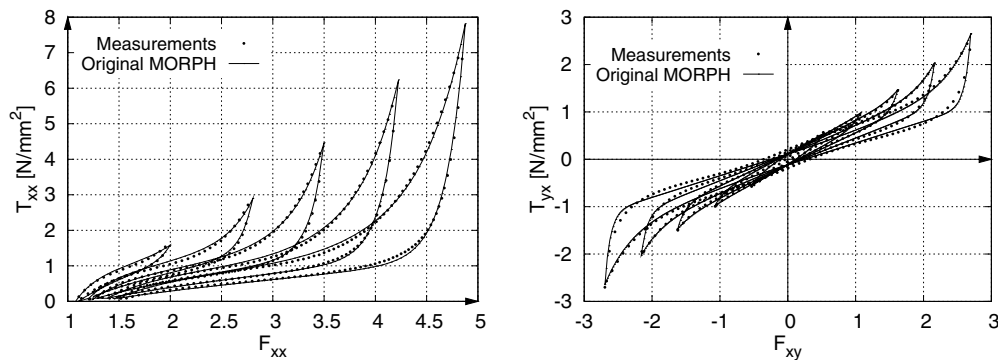 Measurements
Original MORPH
8
7
6
5
4
3
2
1
0
T_xx [N/mm²]
1 1.5 2 2.5 3 3.5 4 4.5 5
F_xx
Measurements
Original MORPH
3
2
1
0
-1
-2
-3
T_yx [N/mm²]
-3 -2 -1 0 1 2 3
F_xy